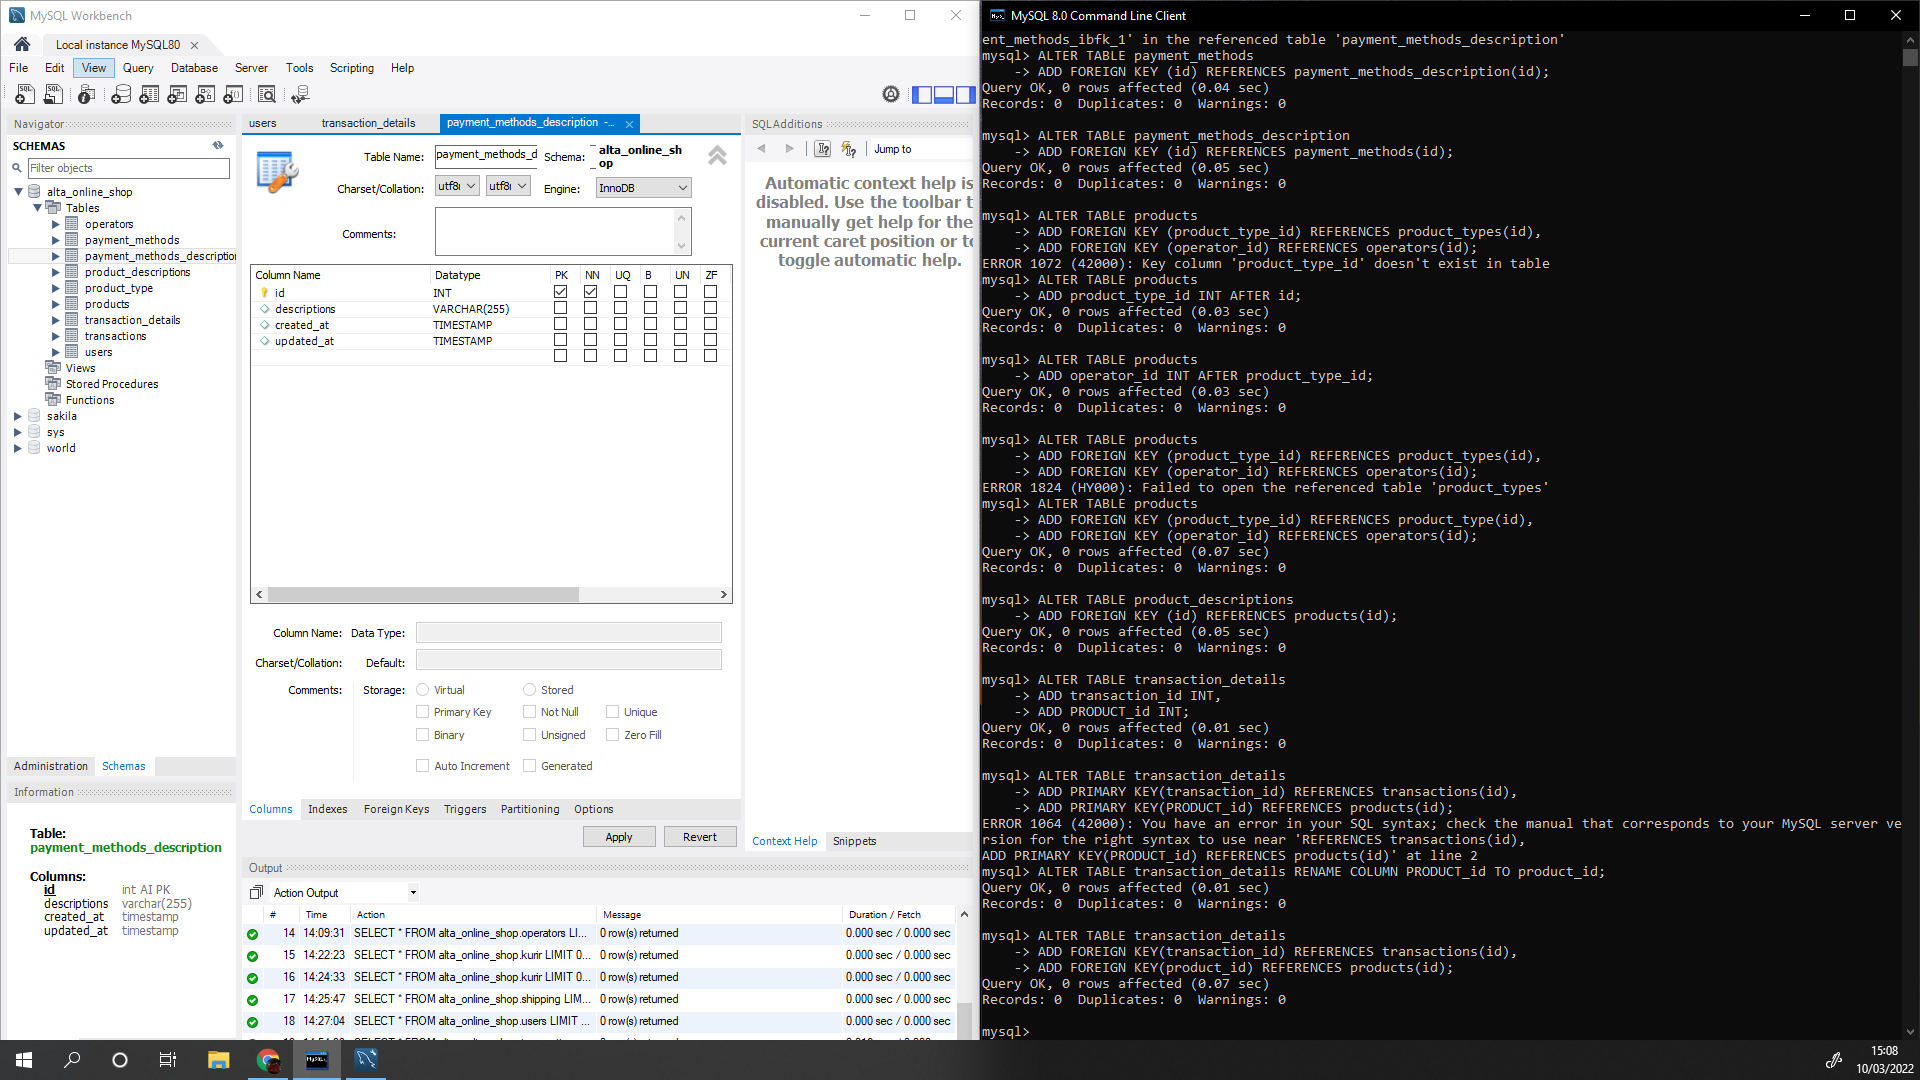 MySQL Workbench
Local instance MySQL80
File Edit View Query Database Server Tools Scripting Help
Navigator
SCHEMAS
Filter objects
alta_online_shop
Tables
operators
payment_methods
payment_methods_description
product_descriptions
product_type
products
transaction_details
transactions
users
Views
Stored Procedures
Functions
sakila
sys
world
Administration Schemas
Information
Table:
payment_methods_description
Columns:
id int AI PK
descriptions varchar(255)
created_at timestamp
updated_at timestamp
users transaction_details payment_methods_description -...
Table Name: payment_methods_d Schema: alta_online_sh
op
Charset/Collation: utf8 utf8 Engine: InnoDB
Comments:
Column Name Datatype PK NN UQ B UN ZF
id INT
descriptions VARCHAR(255)
created_at TIMESTAMP
updated_at TIMESTAMP
Column Name: Data Type:
Charset/Collation: Default:
Comments: Storage: Virtual Stored
Primary Key Not Null Unique
Binary Unsigned Zero Fill
Auto Increment Generated
Columns Indexes Foreign Keys Triggers Partitioning Options
Apply Revert
SQLAdditions
Jump to
Automatic context help is
disabled. Use the toolbar t
manually get help for the
current caret position or to
toggle automatic help.
Context Help Snippets
Output
Action Output
# Time Action Message Duration / Fetch
14 14:09:31 SELECT * FROM alta_online_shop.operators LI... 0 row(s) returned 0.000 sec / 0.000 sec
15 14:22:23 SELECT * FROM alta_online_shop.kurir LIMIT 0... 0 row(s) returned 0.000 sec / 0.000 sec
16 14:24:33 SELECT * FROM alta_online_shop.kurir LIMIT 0... 0 row(s) returned 0.000 sec / 0.000 sec
17 14:25:47 SELECT * FROM alta_online_shop.shipping LIM... 0 row(s) returned 0.000 sec / 0.000 sec
18 14:27:04 SELECT * FROM alta_online_shop.users LIMIT ... 0 row(s) returned 0.000 sec / 0.000 sec
MySQL 8.0 Command Line Client
ent_methods_ibfk_1' in the referenced table 'payment_methods_description'
mysql> ALTER TABLE payment_methods
-> ADD FOREIGN KEY (id) REFERENCES payment_methods_description(id);
Query OK, 0 rows affected (0.04 sec)
Records: 0 Duplicates: 0 Warnings: 0
mysql> ALTER TABLE payment_methods_description
-> ADD FOREIGN KEY (id) REFERENCES payment_methods(id);
Query OK, 0 rows affected (0.05 sec)
Records: 0 Duplicates: 0 Warnings: 0
mysql> ALTER TABLE products
-> ADD FOREIGN KEY (product_type_id) REFERENCES product_types(id),
-> ADD FOREIGN KEY (operator_id) REFERENCES operators(id);
ERROR 1072 (42000): Key column 'product_type_id' doesn't exist in table
mysql> ALTER TABLE products
-> ADD product_type_id INT AFTER id;
Query OK, 0 rows affected (0.03 sec)
Records: 0 Duplicates: 0 Warnings: 0
mysql> ALTER TABLE products
-> ADD operator_id INT AFTER product_type_id;
Query OK, 0 rows affected (0.03 sec)
Records: 0 Duplicates: 0 Warnings: 0
mysql> ALTER TABLE products
-> ADD FOREIGN KEY (product_type_id) REFERENCES product_types(id),
-> ADD FOREIGN KEY (operator_id) REFERENCES operators(id);
ERROR 1824 (HY000): Failed to open the referenced table 'product_types'
mysql> ALTER TABLE products
-> ADD FOREIGN KEY (product_type_id) REFERENCES product_type(id),
-> ADD FOREIGN KEY (operator_id) REFERENCES operators(id);
Query OK, 0 rows affected (0.07 sec)
Records: 0 Duplicates: 0 Warnings: 0
mysql> ALTER TABLE product_descriptions
-> ADD FOREIGN KEY (id) REFERENCES products(id);
Query OK, 0 rows affected (0.05 sec)
Records: 0 Duplicates: 0 Warnings: 0
mysql> ALTER TABLE transaction_details
-> ADD transaction_id INT,
-> ADD PRODUCT_id INT;
Query OK, 0 rows affected (0.01 sec)
Records: 0 Duplicates: 0 Warnings: 0
mysql> ALTER TABLE transaction_details
-> ADD PRIMARY KEY(transaction_id) REFERENCES transactions(id),
-> ADD PRIMARY KEY(PRODUCT_id) REFERENCES products(id);
ERROR 1064 (42000): You have an error in your SQL syntax; check the manual that corresponds to your MySQL server ve
rsion for the right syntax to use near 'REFERENCES transactions(id),
ADD PRIMARY KEY(PRODUCT_id) REFERENCES products(id)' at line 2
mysql> ALTER TABLE transaction_details RENAME COLUMN PRODUCT_id TO product_id;
Query OK, 0 rows affected (0.01 sec)
Records: 0 Duplicates: 0 Warnings: 0
mysql> ALTER TABLE transaction_details
-> ADD FOREIGN KEY(transaction_id) REFERENCES transactions(id),
-> ADD FOREIGN KEY(product_id) REFERENCES products(id);
Query OK, 0 rows affected (0.07 sec)
Records: 0 Duplicates: 0 Warnings: 0
mysql>
15:08
10/03/2022